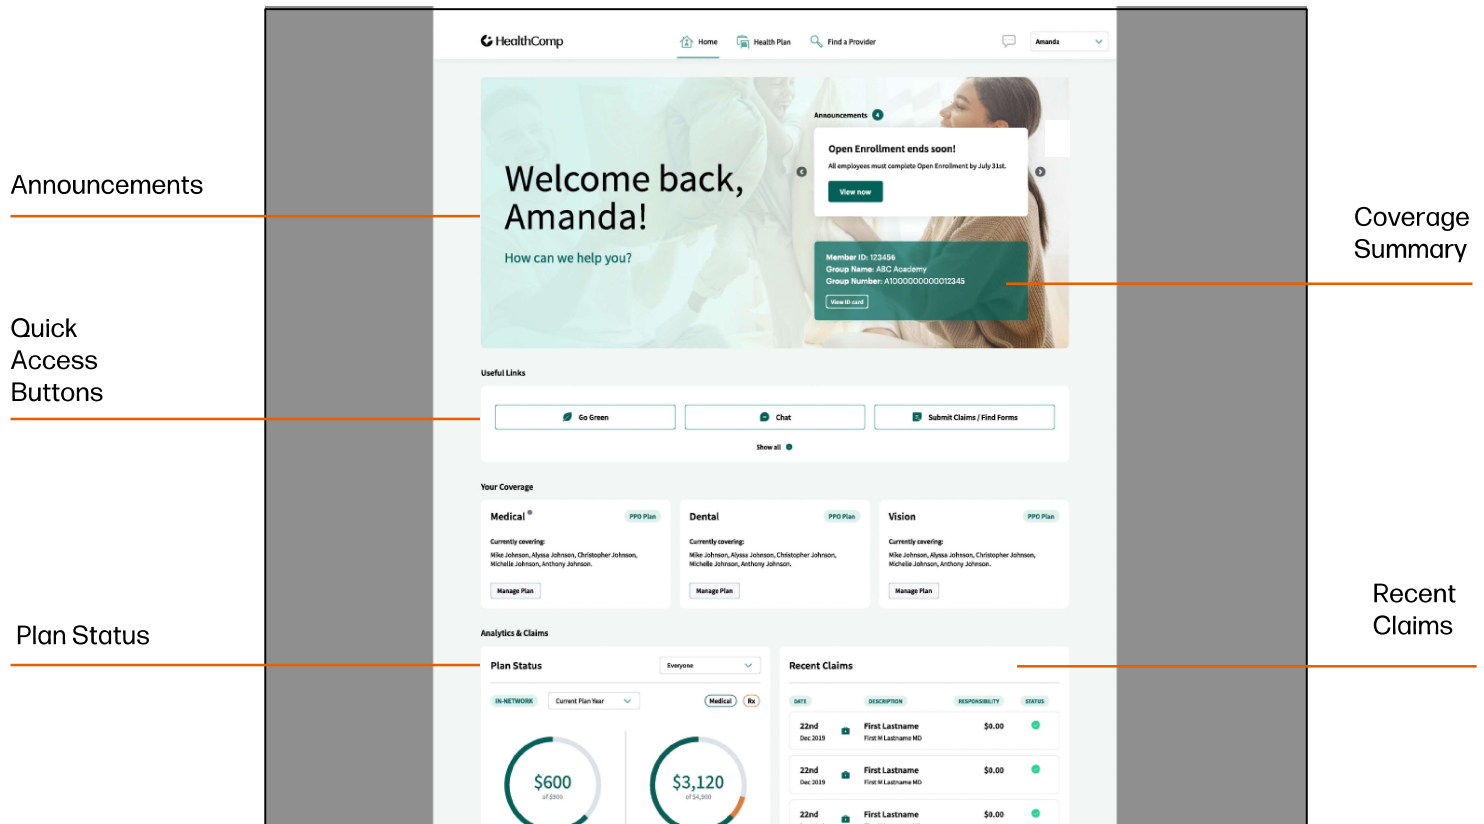 HealthComp
Home
Health Plan
Find a Provider
Amanda
Announcements 4
Open Enrollment ends soon!
All employees must complete Open Enrollment by July 31st.
View now
Welcome back,
Amanda!
How can we help you?
Member ID: 123456
Group Name: ABC Academy
Group Number: A1000000000012345
View ID card
Announcements
Coverage
Summary
Quick
Access
Buttons
Useful Links
Go Green
Chat
Submit Claims / Find Forms
Show all
Your Coverage
Medical
PPO Plan
Currently covering:
Mike Johnson, Alyssa Johnson, Christopher Johnson,
Michelle Johnson, Anthony Johnson.
Manage Plan
Dental
PPO Plan
Currently covering:
Mike Johnson, Alyssa Johnson, Christopher Johnson,
Michelle Johnson, Anthony Johnson.
Manage Plan
Vision
PPO Plan
Currently covering:
Mike Johnson, Alyssa Johnson, Christopher Johnson,
Michelle Johnson, Anthony Johnson.
Manage Plan
Plan Status
Recent
Claims
Analytics & Claims
Plan Status
Everyone
IN-NETWORK
Current Plan Year
Medical
Rx
$600
of $900
$3,120
of $4,900
Recent Claims
DATE
DESCRIPTION
RESPONSIBILITY
STATUS
22nd
Dec 2019
First Lastname
First M Lastname MD
$0.00
22nd
Dec 2019
First Lastname
First M Lastname MD
$0.00
22nd
First Lastname
$0.00